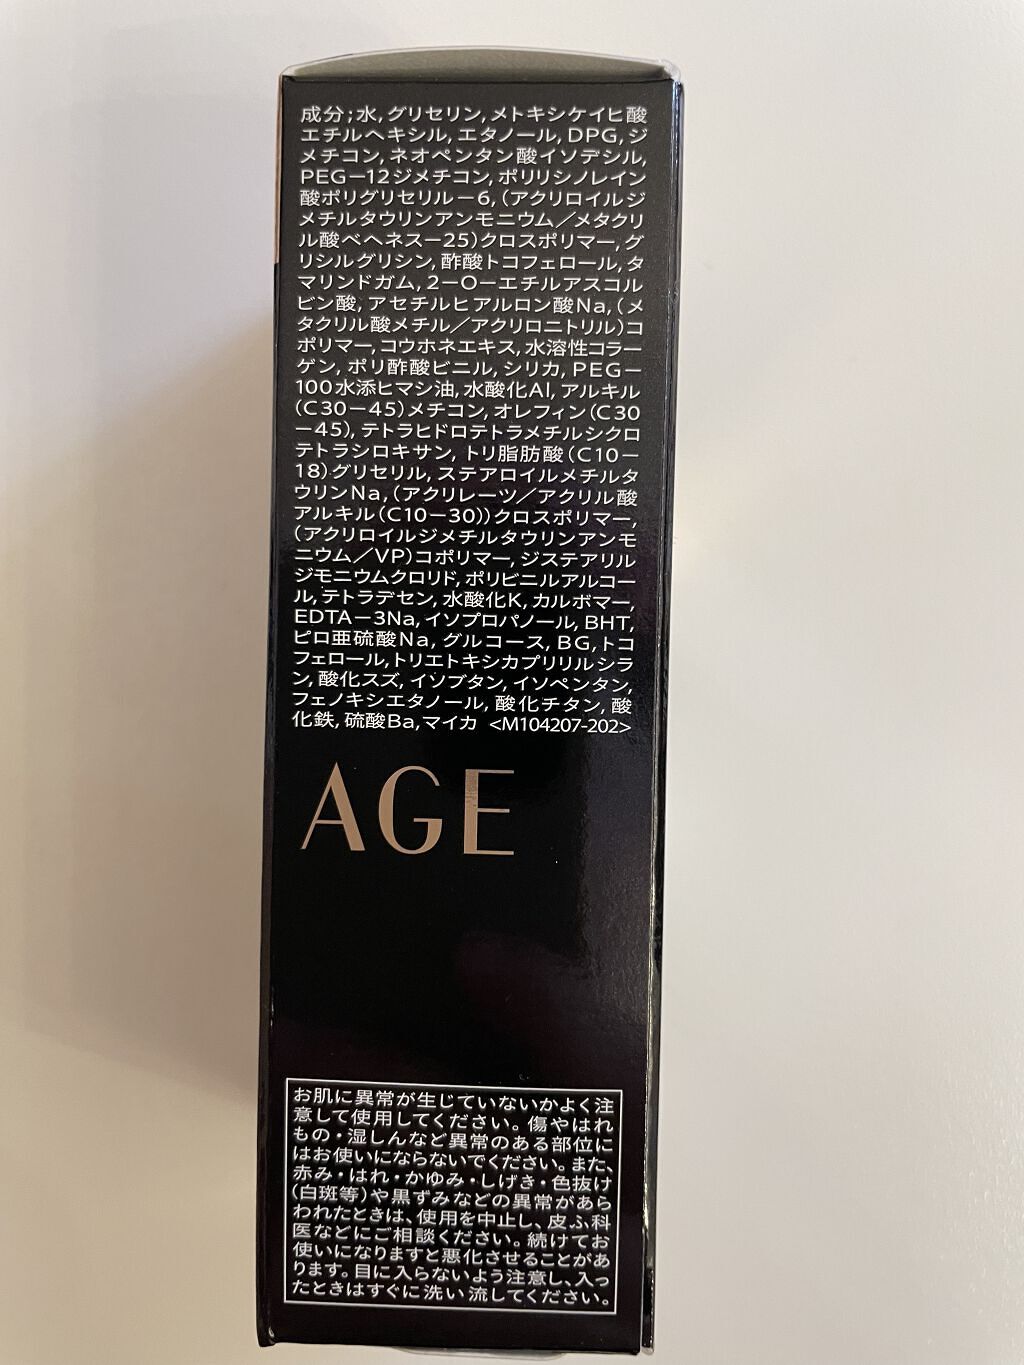 成分;水,グリセリン,メトキシケイヒ酸
エチルヘキシル,エタノール,DPG,ジ
メチコン,ネオペンタン酸イソデシル,
PEG－12ジメチコン,ポリリシノレイン
酸ポリグリセリル－6,(アクリロイルジ
メチルタウリンアンモニウム／メタクリ
ル酸ベヘネス－25)クロスポリマー,グ
リシルグリシン,酢酸トコフェロール,タ
マリンドガム,2－O－エチルアスコル
ビン酸,アセチルヒアルロン酸Na,(メ
タクリル酸メチル／アクリロニトリル)コ
ポリマー,コウホネエキス,水溶性コラー
ゲン,ポリ酢酸ビニル,シリカ,PEG－
100水添ヒマシ油,水酸化Al,アルキル
(C30－45)メチコン,オレフィン(C30
－45),テトラヒドロテトラメチルシクロ
テトラシロキサン,トリ脂肪酸(C10－
18)グリセリル,ステアロイルメチルタ
ウリンNa,(アクリレーツ／アクリル酸
アルキル(C10－30))クロスポリマー,
(アクリロイルジメチルタウリンアンモ
ニウム／VP)コポリマー,ジステアリル
ジモニウムクロリド,ポリビニルアルコー
ル,テトラデセン,水酸化K,カルボマー,
EDTA－3Na,イソプロパノール,BHT,
ピロ亜硫酸Na,グルコース,BG,トコ
フェロール,トリエトキシカプリリルシラ
ン,酸化スズ,イソブタン,イソペンタン,
フェノキシエタノール,酸化チタン,酸
化鉄,硫酸Ba,マイカ <M104207-202>
AGE
お肌に異常が生じていないかよく注
意して使用してください。傷やはれ
もの・湿しんなど異常のある部位に
はお使いにならないでください。また、
赤み・はれ・かゆみ・しげき・色抜け
(白斑等)や黒ずみなどの異常があら
われたときは、使用を中止し、皮ふ科
医などにご相談ください。続けてお
使いになりますと悪化させることがあ
ります。目に入らないよう注意し、入っ
たときはすぐに洗い流してください。